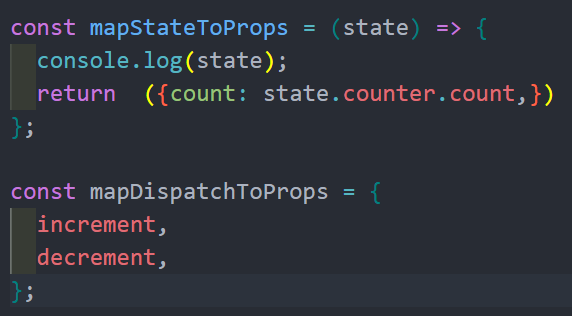 const mapStateToProps = (state) => {
  console.log(state);
  return  ({count: state.counter.count,})
};

const mapDispatchToProps = {
  increment,
  decrement,
};